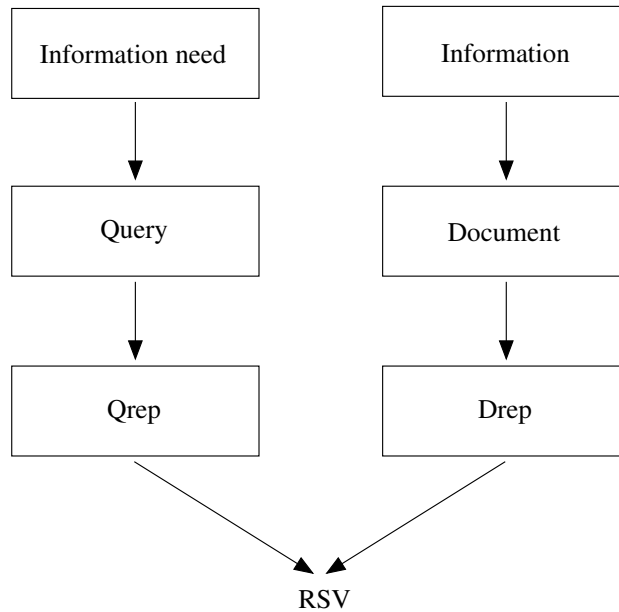 Information need
Information
Query
Document
Qrep
Drep
RSV